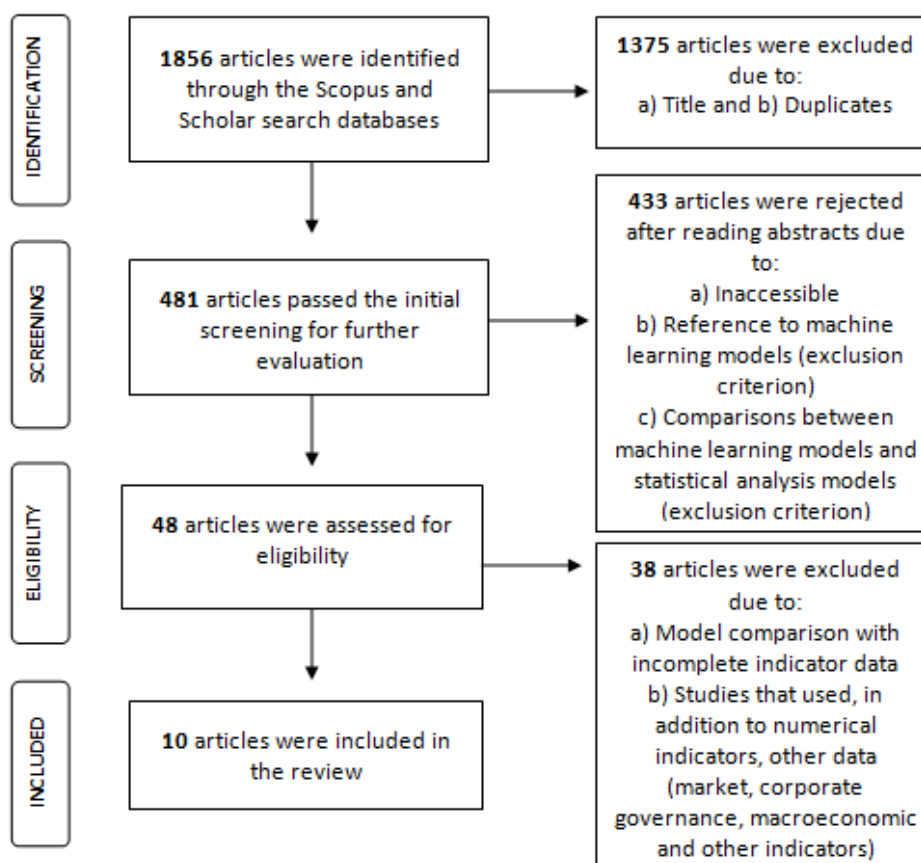 IDENTIFICATION
1856 articles were identified
through the Scopus and
Scholar search databases
1375 articles were excluded
due to:
a) Title and b) Duplicates
SCREENING
481 articles passed the initial
screening for further
evaluation
433 articles were rejected
after reading abstracts due
to:
a) Inaccessible
b) Reference to machine
learning models (exclusion
criterion)
c) Comparisons between
machine learning models and
statistical analysis models
(exclusion criterion)
ELIGIBILITY
48 articles were assessed for
eligibility
38 articles were excluded
due to:
a) Model comparison with
incomplete indicator data
b) Studies that used, in
addition to numerical
indicators, other data
(market, corporate
governance, macroeconomic
and other indicators)
INCLUDED
10 articles were included in
the review